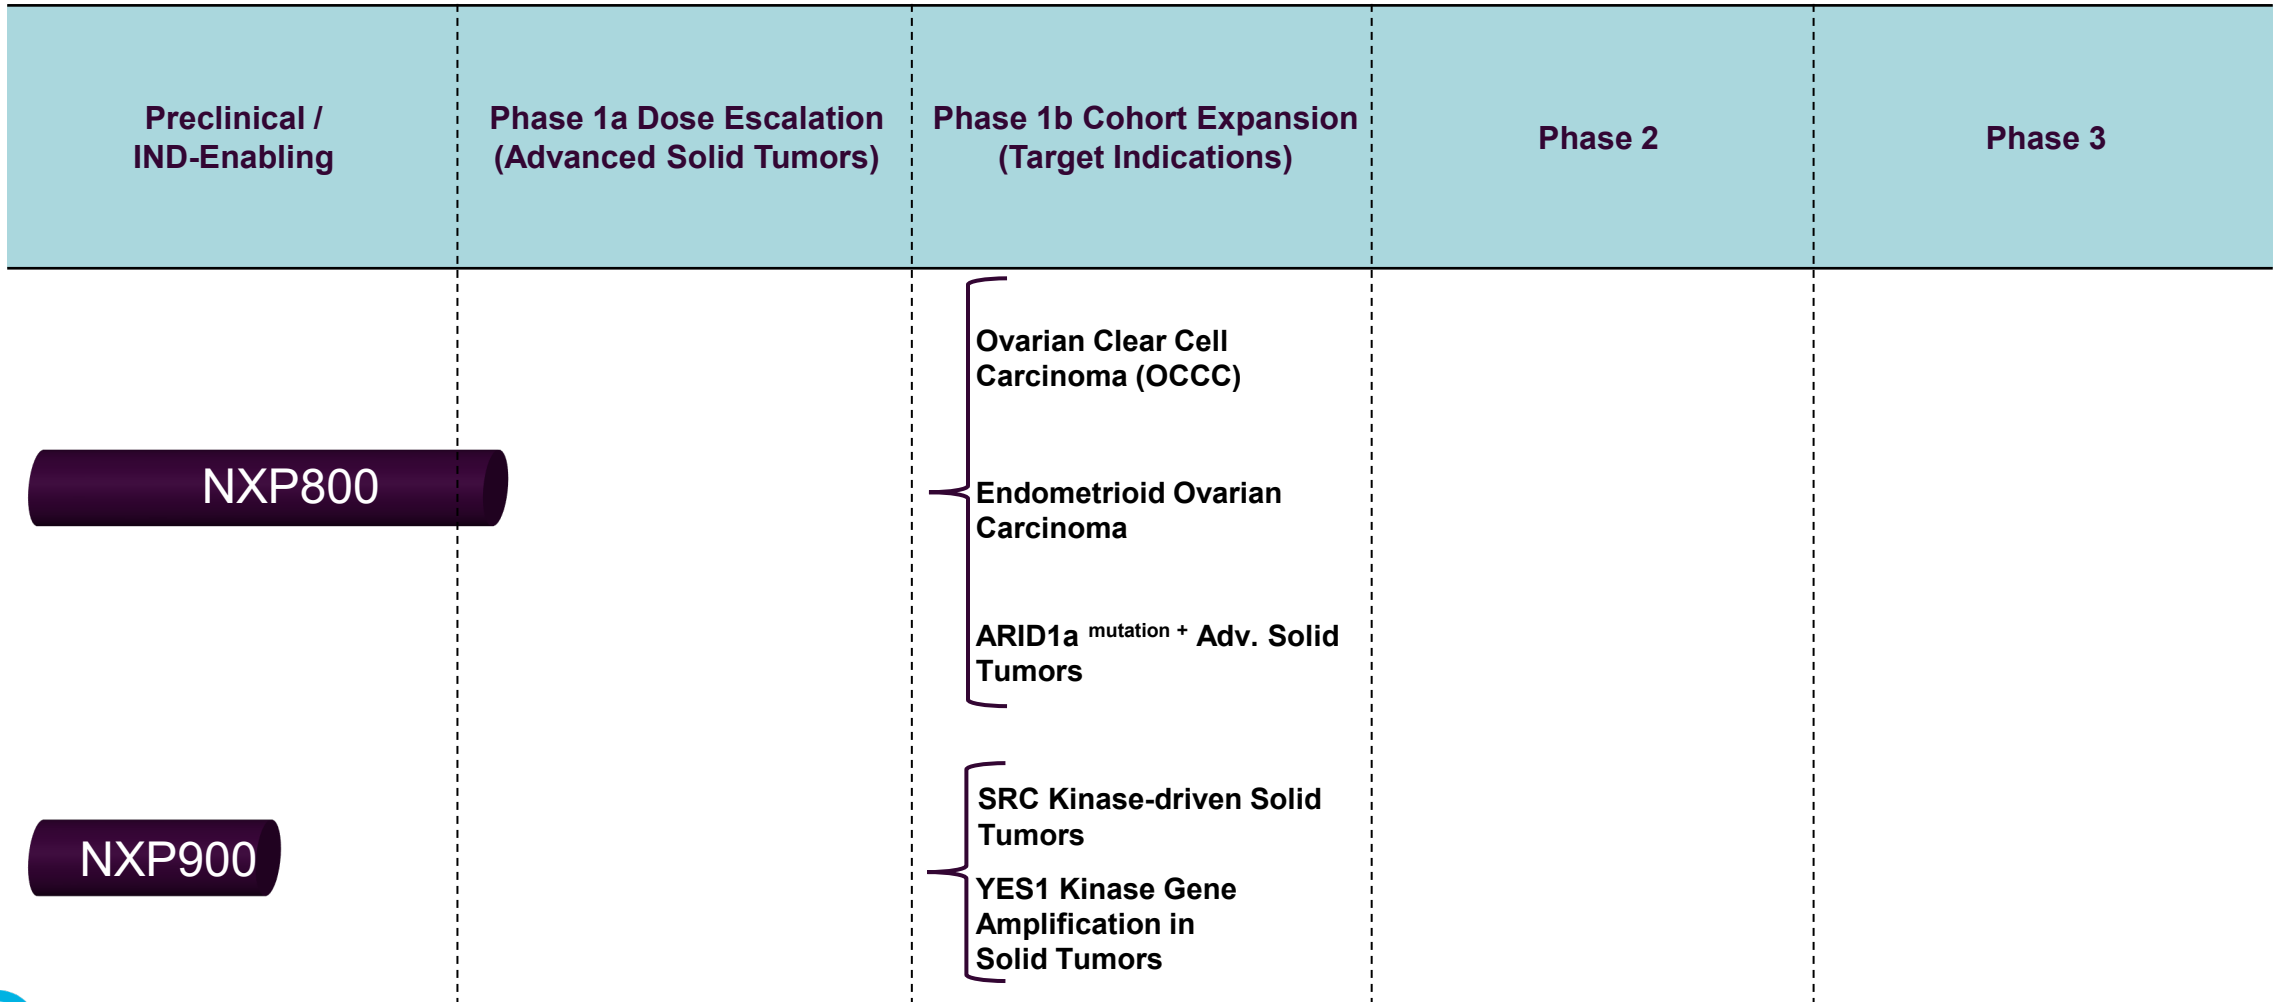 Preclinical /
IND-Enabling
Phase 1a Dose Escalation
(Advanced Solid Tumors)
Phase 1b Cohort Expansion
(Target Indications)
Phase 2
Phase 3
NXP800
Ovarian Clear Cell
Carcinoma (OCCC)
Endometrioid Ovarian
Carcinoma
ARID1a mutation + Adv. Solid
Tumors
NXP900
SRC Kinase-driven Solid
Tumors
YES1 Kinase Gene
Amplification in
Solid Tumors